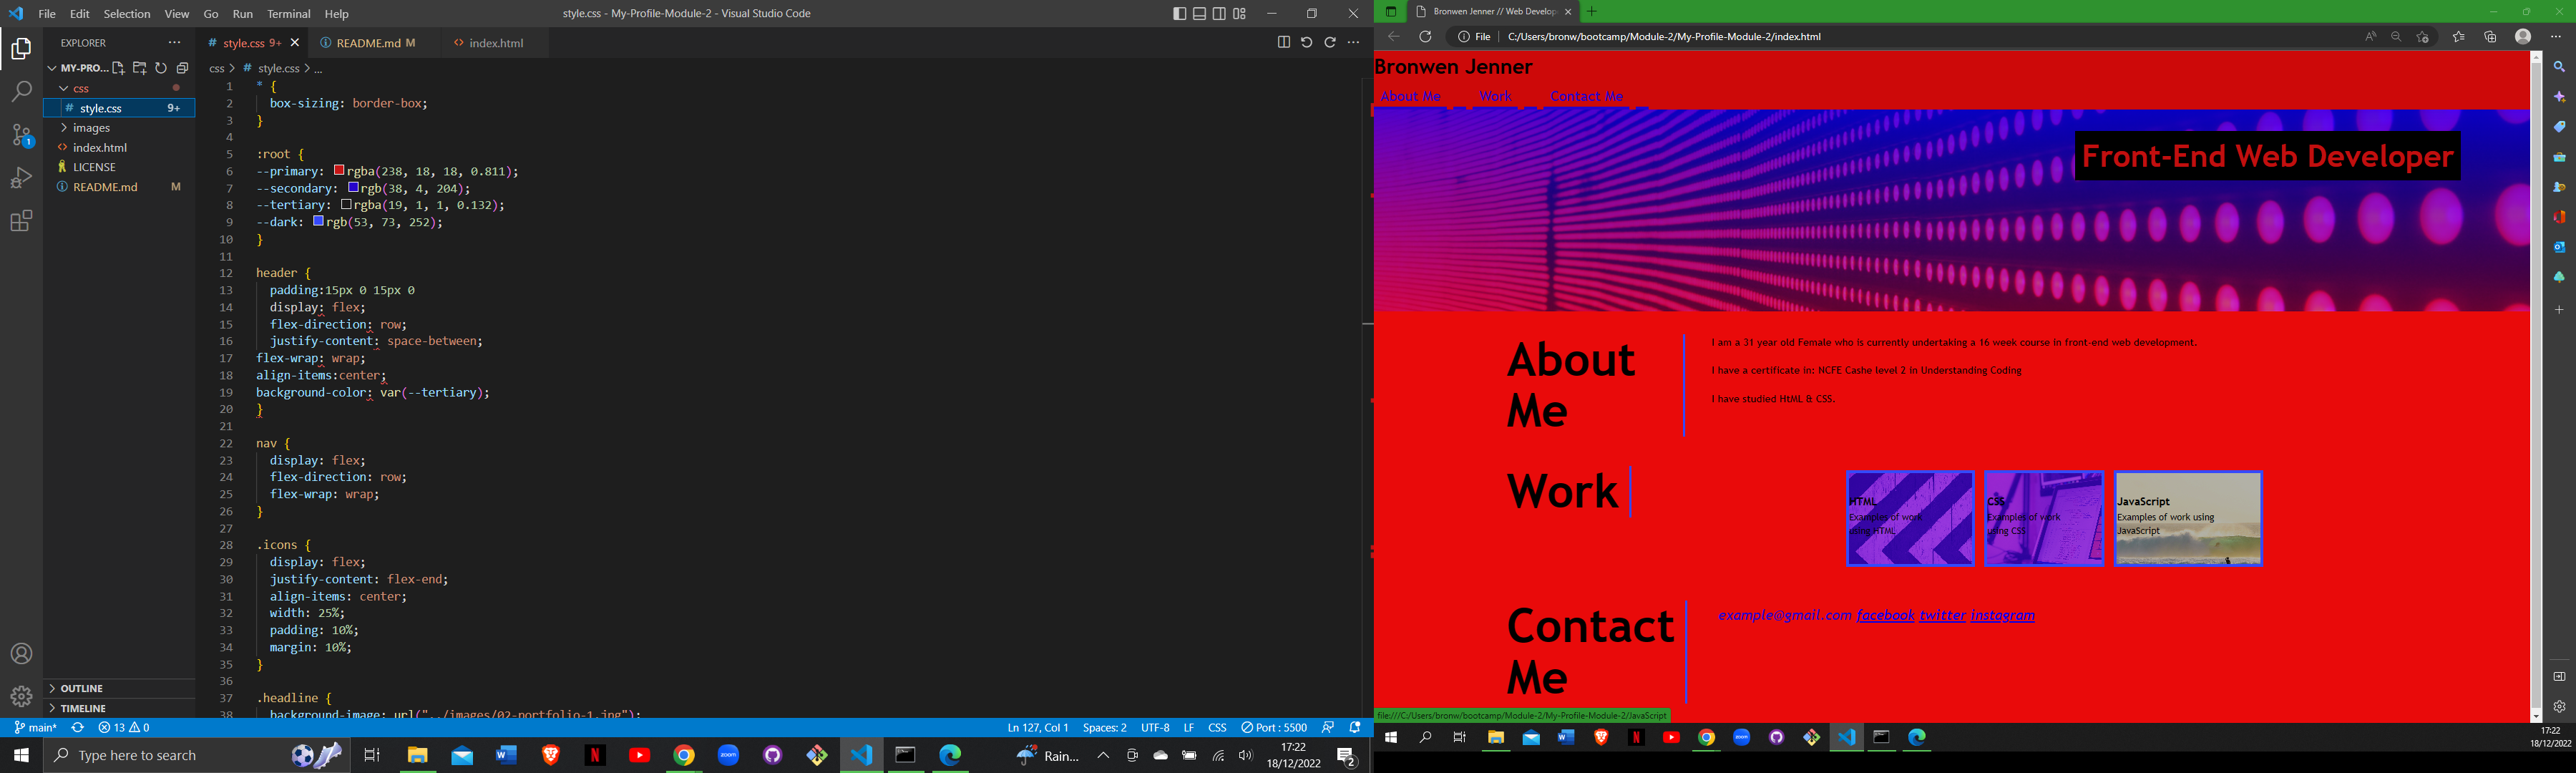 File Edit Selection View Go Run Terminal Help
style.css - My-Profile-Module-2 - Visual Studio Code
EXPLORER
MY-PRO...
css
# style.css 9+
images
index.html
LICENSE
README.md M
OUTLINE
TIMELINE
# style.css 9+
README.md M
index.html
css > # style.css > ...
1 * {
2 box-sizing: border-box;
3 }
4
5 :root {
6 --primary: rgba(238, 18, 18, 0.811);
7 --secondary: rgb(38, 4, 204);
8 --tertiary: rgba(19, 1, 1, 0.132);
9 --dark: rgb(53, 73, 252);
10 }
11
12 header {
13 padding:15px 0 15px 0
14 display: flex;
15 flex-direction: row;
16 justify-content: space-between;
17 flex-wrap: wrap;
18 align-items:center;
19 background-color: var(--tertiary);
20 }
21
22 nav {
23 display: flex;
24 flex-direction: row;
25 flex-wrap: wrap;
26 }
27
28 .icons {
29 display: flex;
30 justify-content: flex-end;
31 align-items: center;
32 width: 25%;
33 padding: 10%;
34 margin: 10%;
35 }
36
37 .headline {
38 background-image: url("../images/02-portfolio-1.jpg");
main* 13 0
Ln 127, Col 1 Spaces: 2 UTF-8 LF CSS Port : 5500
Type here to search
Rain...
17:22
18/12/2022
2
Bronwen Jenner // Web Develop
File C:/Users/bronw/bootcamp/Module-2/My-Profile-Module-2/index.html
Bronwen Jenner
About Me Work Contact Me
Front-End Web Developer
About
Me
I am a 31 year old Female who is currently undertaking a 16 week course in front-end web development.
I have a certificate in: NCFE Cashe level 2 in Understanding Coding
I have studied HtML & CSS.
Work
HTML
Examples of work
using HTML
CSS
Examples of work
using CSS
JavaScript
Examples of work using
JavaScript
Contact
Me
example@gmail.com facebook twitter instagram
file:///C:/Users/bronw/bootcamp/Module-2/My-Profile-Module-2/JavaScript
17:22
18/12/2022